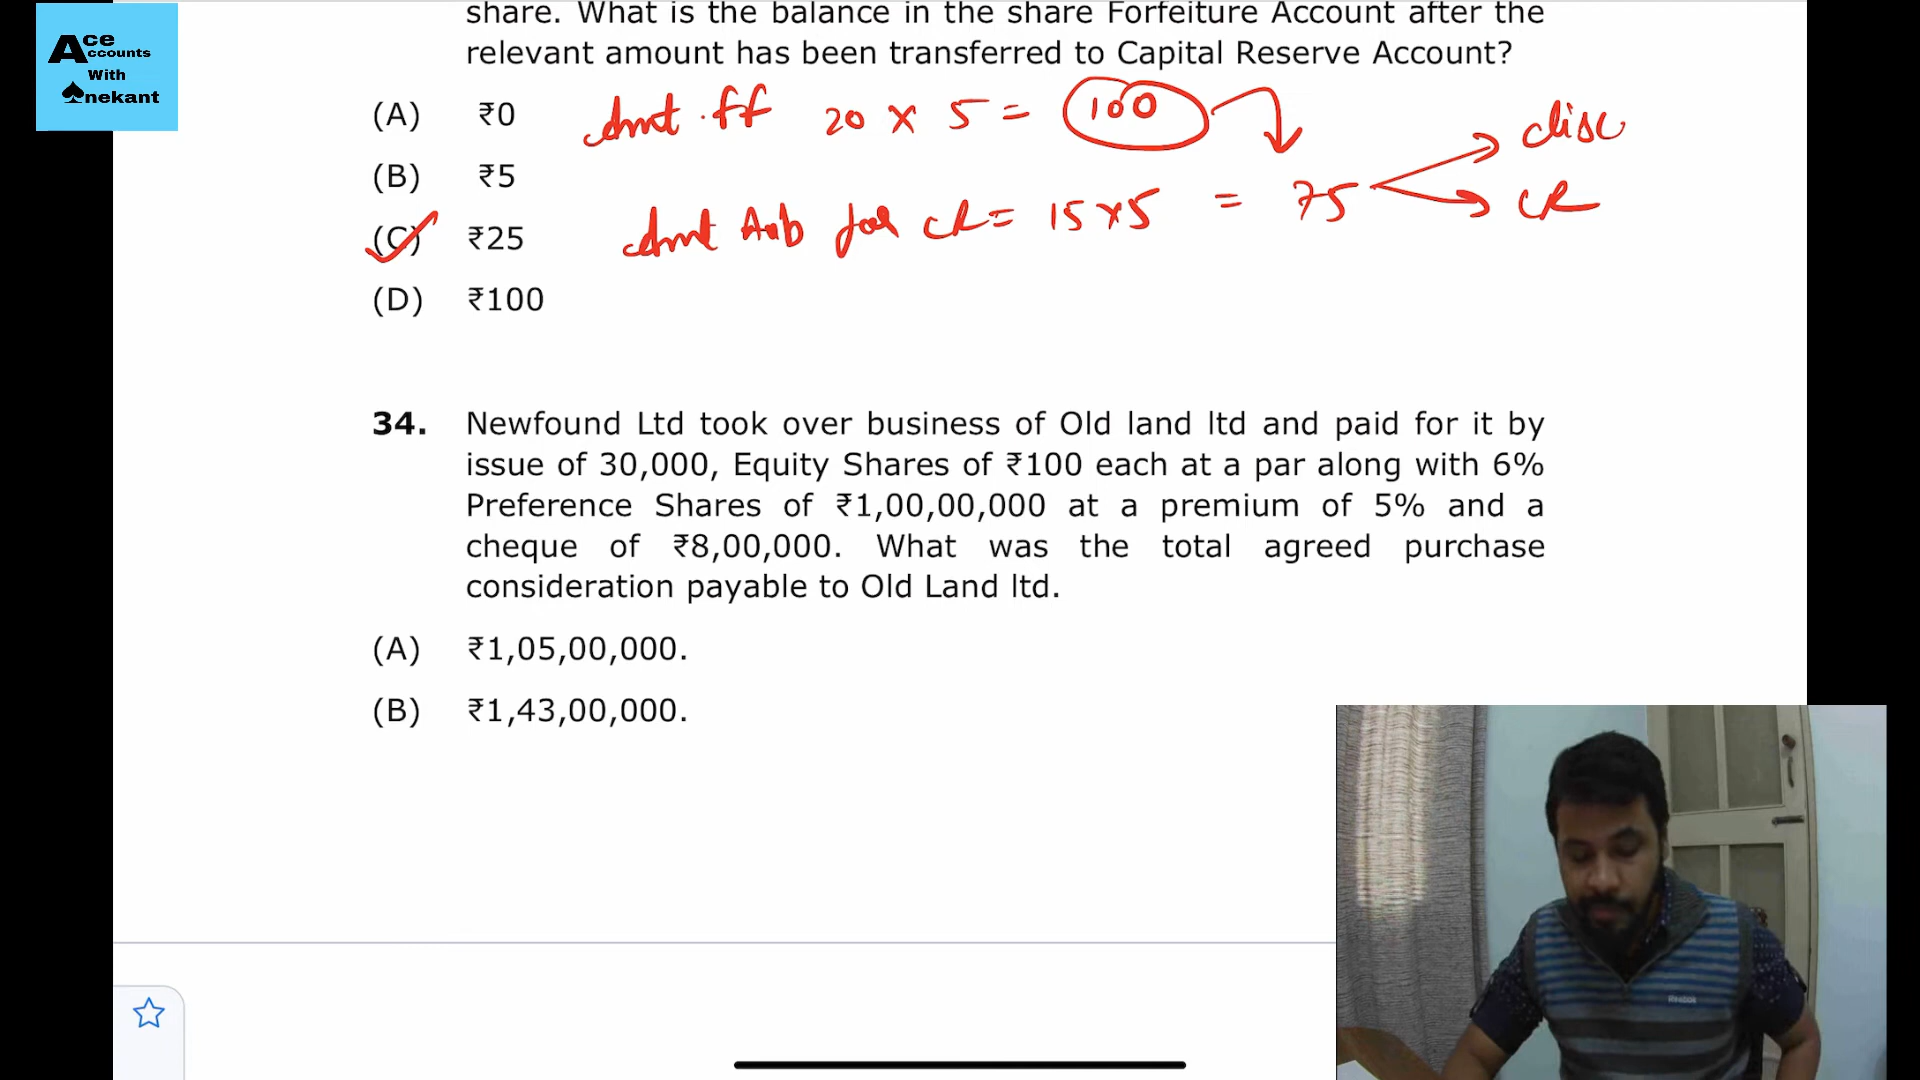 Ace
Accounts
With
Anekant
share. What is the balance in the share Forfeiture Account after the
relevant amount has been transferred to Capital Reserve Account?
(A) ₹0
Amt. ff 20 x 5 = 100
disc
(B) ₹5
Amt Avb for CR = 15 x 5 = 75
CR
(C) ₹25
(D) ₹100
34. Newfound Ltd took over business of Old land ltd and paid for it by
issue of 30,000, Equity Shares of ₹100 each at a par along with 6%
Preference Shares of ₹1,00,00,000 at a premium of 5% and a
cheque of ₹8,00,000. What was the total agreed purchase
consideration payable to Old Land ltd.
(A) ₹1,05,00,000.
(B) ₹1,43,00,000.
Reebok